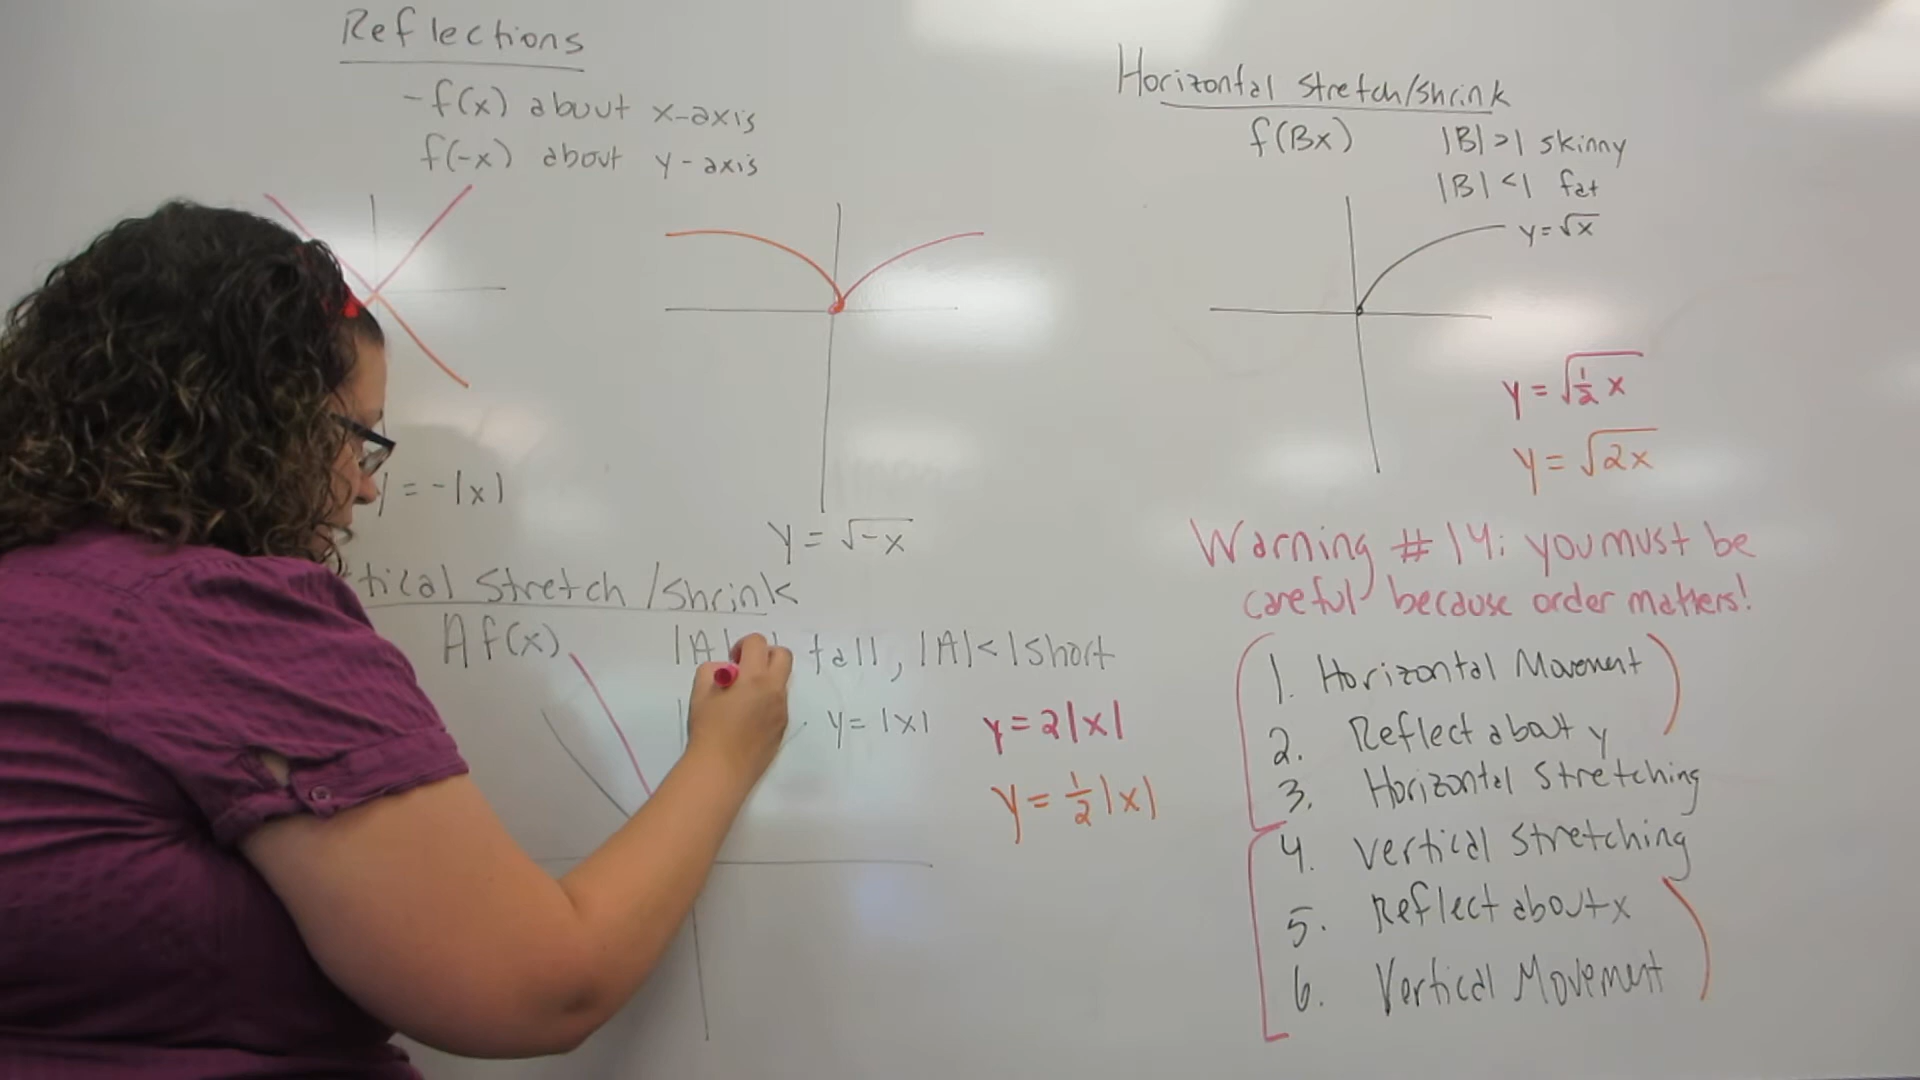 Reflections
-f(x) about x-axis
f(-x) about y-axis
= -|x|
y = √-x
Stretch/Shrink
Af(x)
|A| tall, |A|<1 short
y=|x|
y=2|x|
y=½|x|
Horizontal Stretch/Shrink
f(Bx)
|B|>1 skinny
|B|<1 fat
y=√x
y=√½x
y=√2x
Warning #14: you must be
careful because order matters!
1. Horizontal Movement
2. Reflect about y
3. Horizontal Stretching
4. Vertical Stretching
5. Reflect about x
6. Vertical Movement